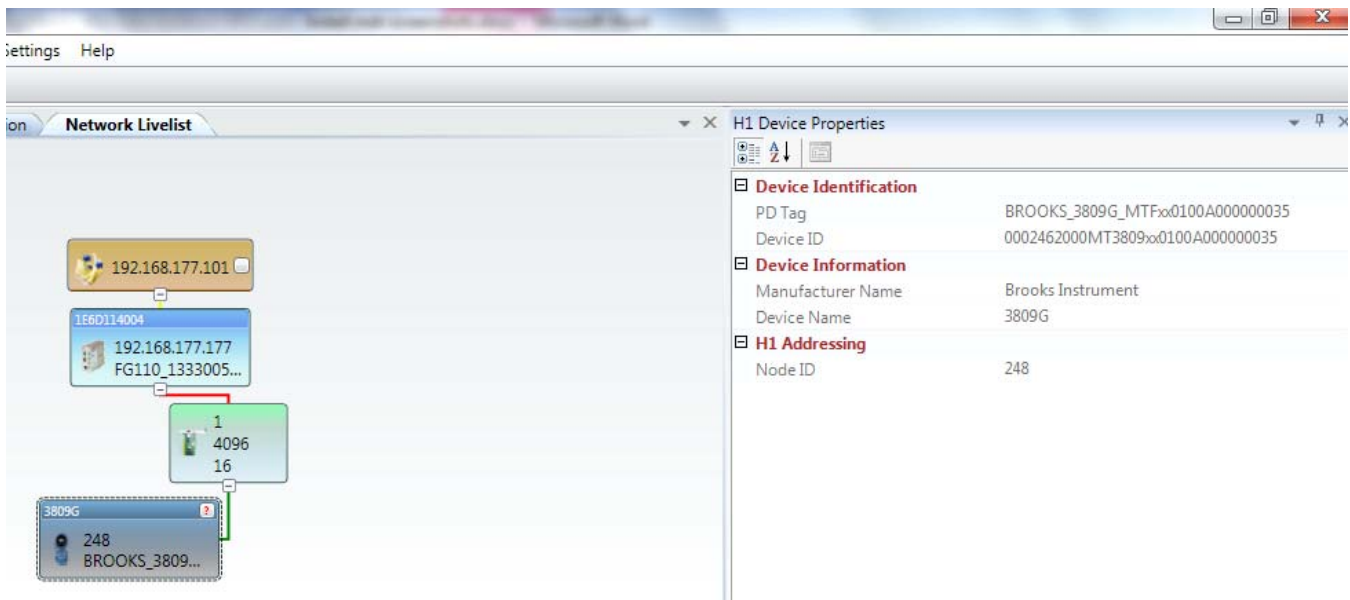 Settings Help
ion Network Livelist
192.168.177.101
1E6D114004
192.168.177.177
FG110_1333005...
1
4096
16
3809G
248
BROOKS_3809...
H1 Device Properties
Device Identification
PD Tag BROOKS_3809G_MTFxx0100A000000035
Device ID 0002462000MT3809xx0100A000000035
Device Information
Manufacturer Name Brooks Instrument
Device Name 3809G
H1 Addressing
Node ID 248